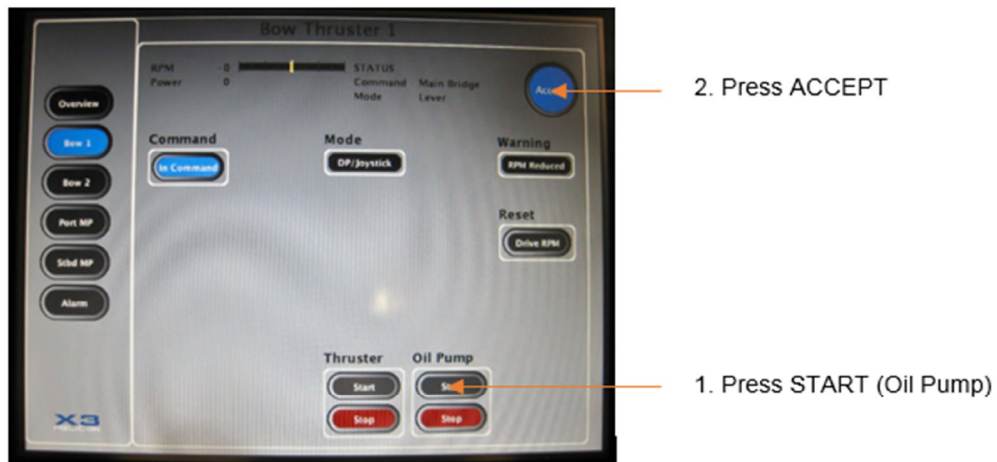 Bow Thruster 1
RPM -0 STATUS
Power 0 Command Main Bridge
Mode Lever
Overview
Bow 1
Bow 2
Port MP
Stbd MP
Alarm
Command
In Command
Mode
DP/Joystick
Warning
RPM Reduced
Reset
Drive RPM
Thruster
Start
Stop
Oil Pump
Stop
X3
2. Press ACCEPT
1. Press START (Oil Pump)